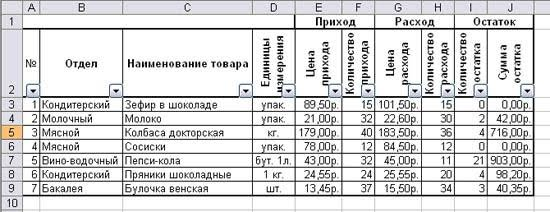 A B C D E F G H I J
1 Приход Расход Остаток
2 № Отдел Наименование товара Единицы измерения Цена прихода Количество прихода Цена расхода Количество расхода Количество остатка Сумма остатка
3 1 Кондитерский Зефир в шоколаде упак. 89,50р. 15 101,50р. 15 0 0,00р.
4 2 Молочный Молоко упак. 21,00р. 32 22,60р. 30 2 42,00р.
5 3 Мясной Колбаса докторская кг. 179,00р. 40 183,50р. 36 4 716,00р.
6 4 Мясной Сосиски упак. 78,00р. 12 84,50р. 12 0 0,00р.
7 5 Вино-водочный Пепси-кола бут. 1л. 43,00р. 32 45,00р. 11 21 903,00р.
8 6 Кондитерский Пряники шоколадные 1 кг. 24,55р. 24 25,55р. 20 4 98,20р.
9 7 Бакалея Булочка венская шт. 13,45р. 37 15,50р. 34 3 40,35р.
10